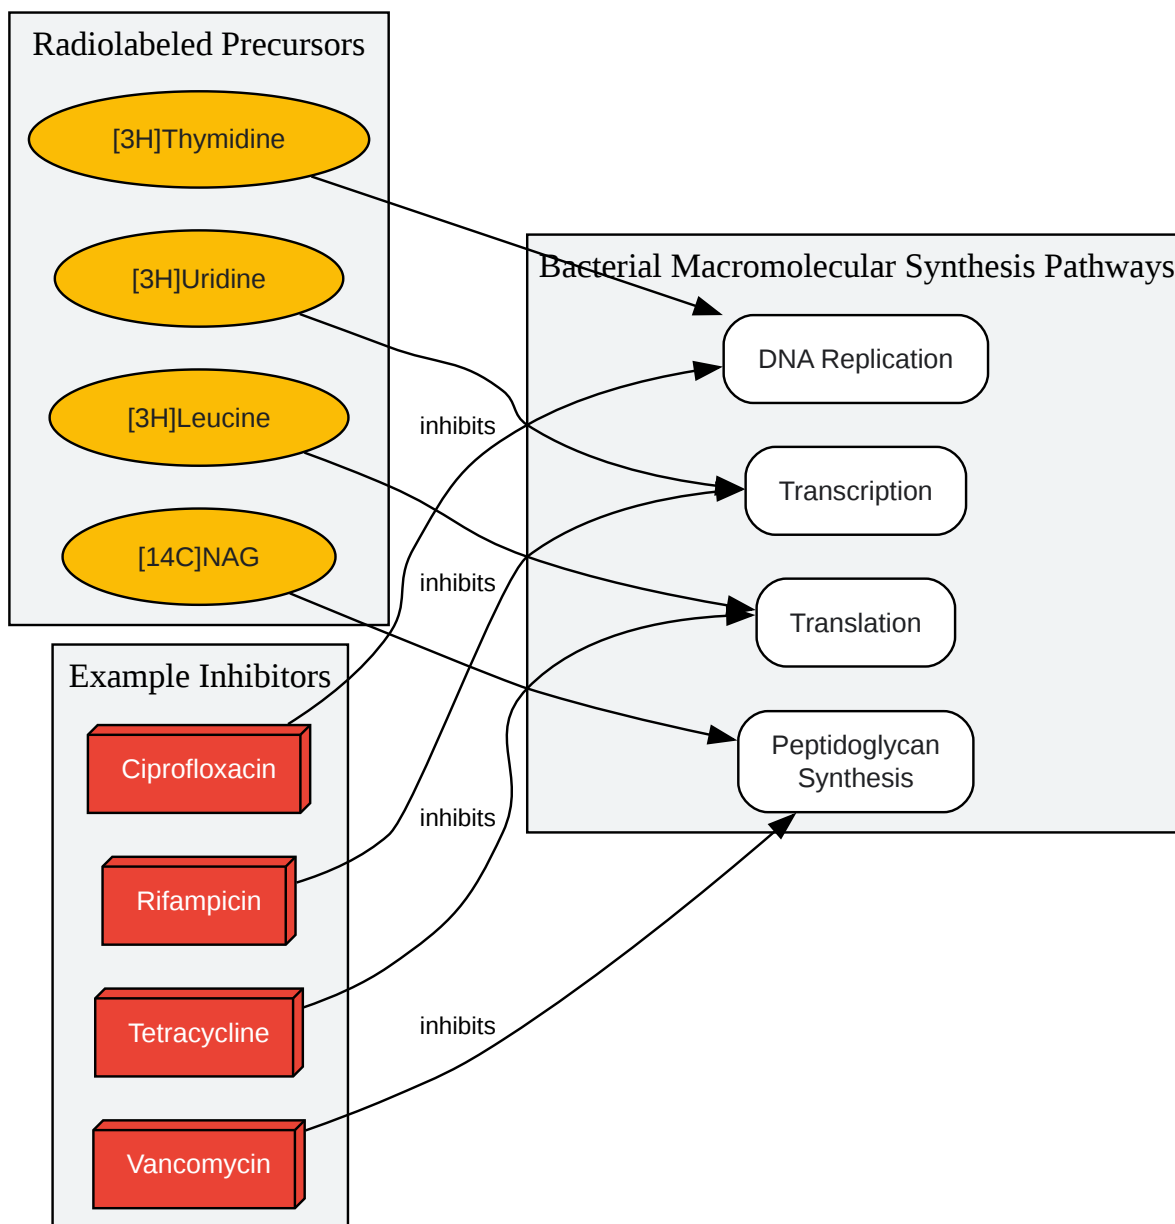 Radiolabeled Precursors
[3H]Thymidine
[3H]Uridine
[3H]Leucine
[14C]NAG
Bacterial Macromolecular Synthesis Pathways
DNA Replication
Transcription
Translation
Peptidoglycan
Synthesis
inhibits
inhibits
inhibits
inhibits
Example Inhibitors
Ciprofloxacin
Rifampicin
Tetracycline
Vancomycin